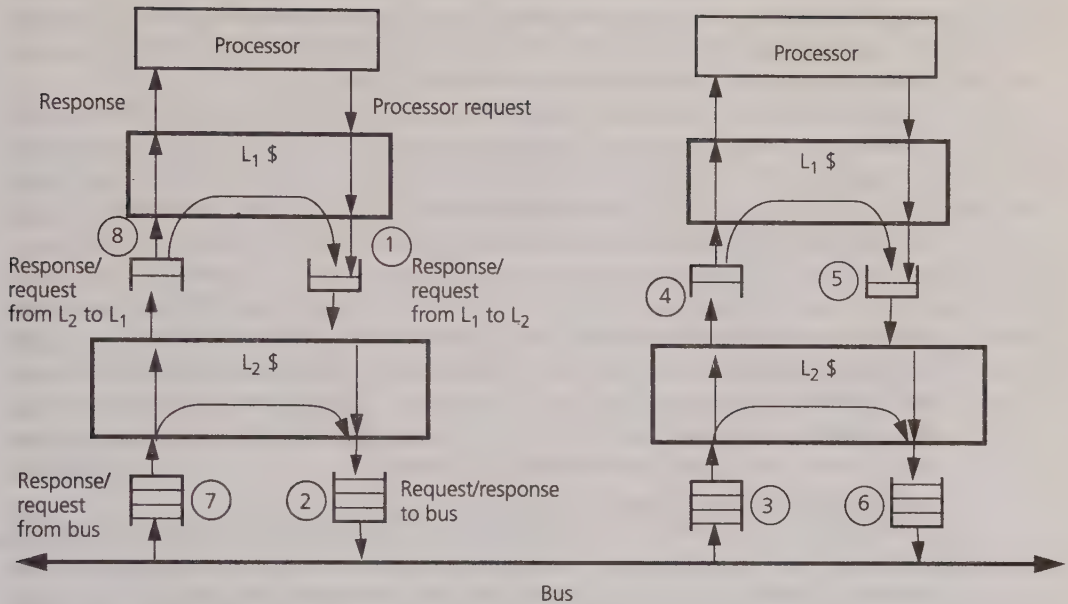 Processor
Processor
Response
Processor request
L₁ $
L₁ $
8
1
Response/
request
from L₂ to L₁
Response/
request
from L₁ to L₂
4
5
L₂ $
L₂ $
Response/
request
from bus
7
2
Request/response
to bus
3
6
Bus